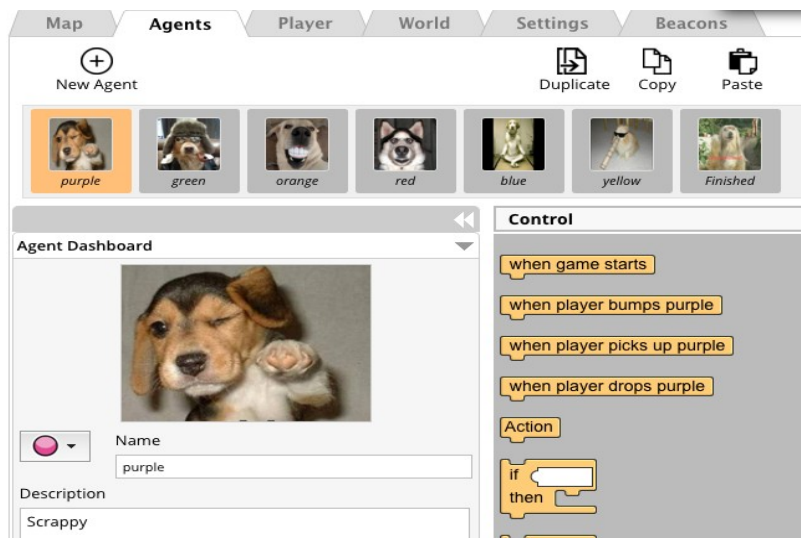 Map Agents Player World Settings Beacons
New Agent Duplicate Copy Paste
purple green orange red blue yellow Finished
Control
Agent Dashboard
when game starts
when player bumps purple
when player picks up purple
when player drops purple
Action
if
then
Name
purple
Description
Scrappy